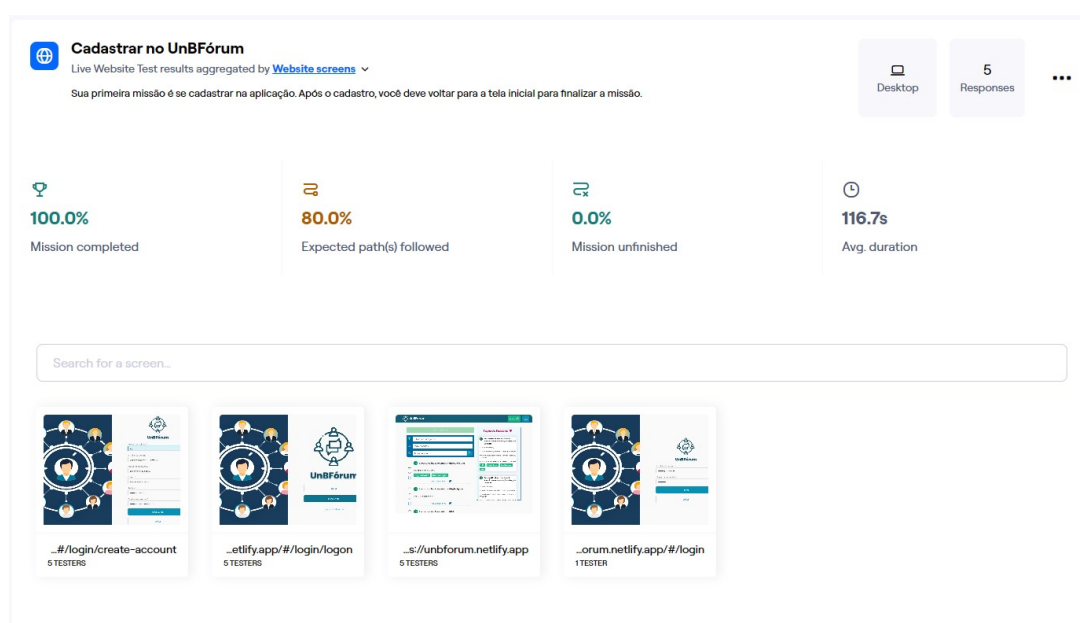 Cadastrar no UnBFórum
Live Website Test results aggregated by Website screens
Sua primeira missão é se cadastrar na aplicação. Após o cadastro, você deve voltar para a tela inicial para finalizar a missão.
Desktop
5
Responses
100.0%
Mission completed
80.0%
Expected path(s) followed
0.0%
Mission unfinished
116.7s
Avg. duration
Search for a screen...
UnBFórum
UnBFórum
...#/login/create-account
5 TESTERS
...etlify.app/#/login/logon
5 TESTERS
...s://unbforum.netlify.app
5 TESTERS
...orum.netlify.app/#/login
1 TESTER